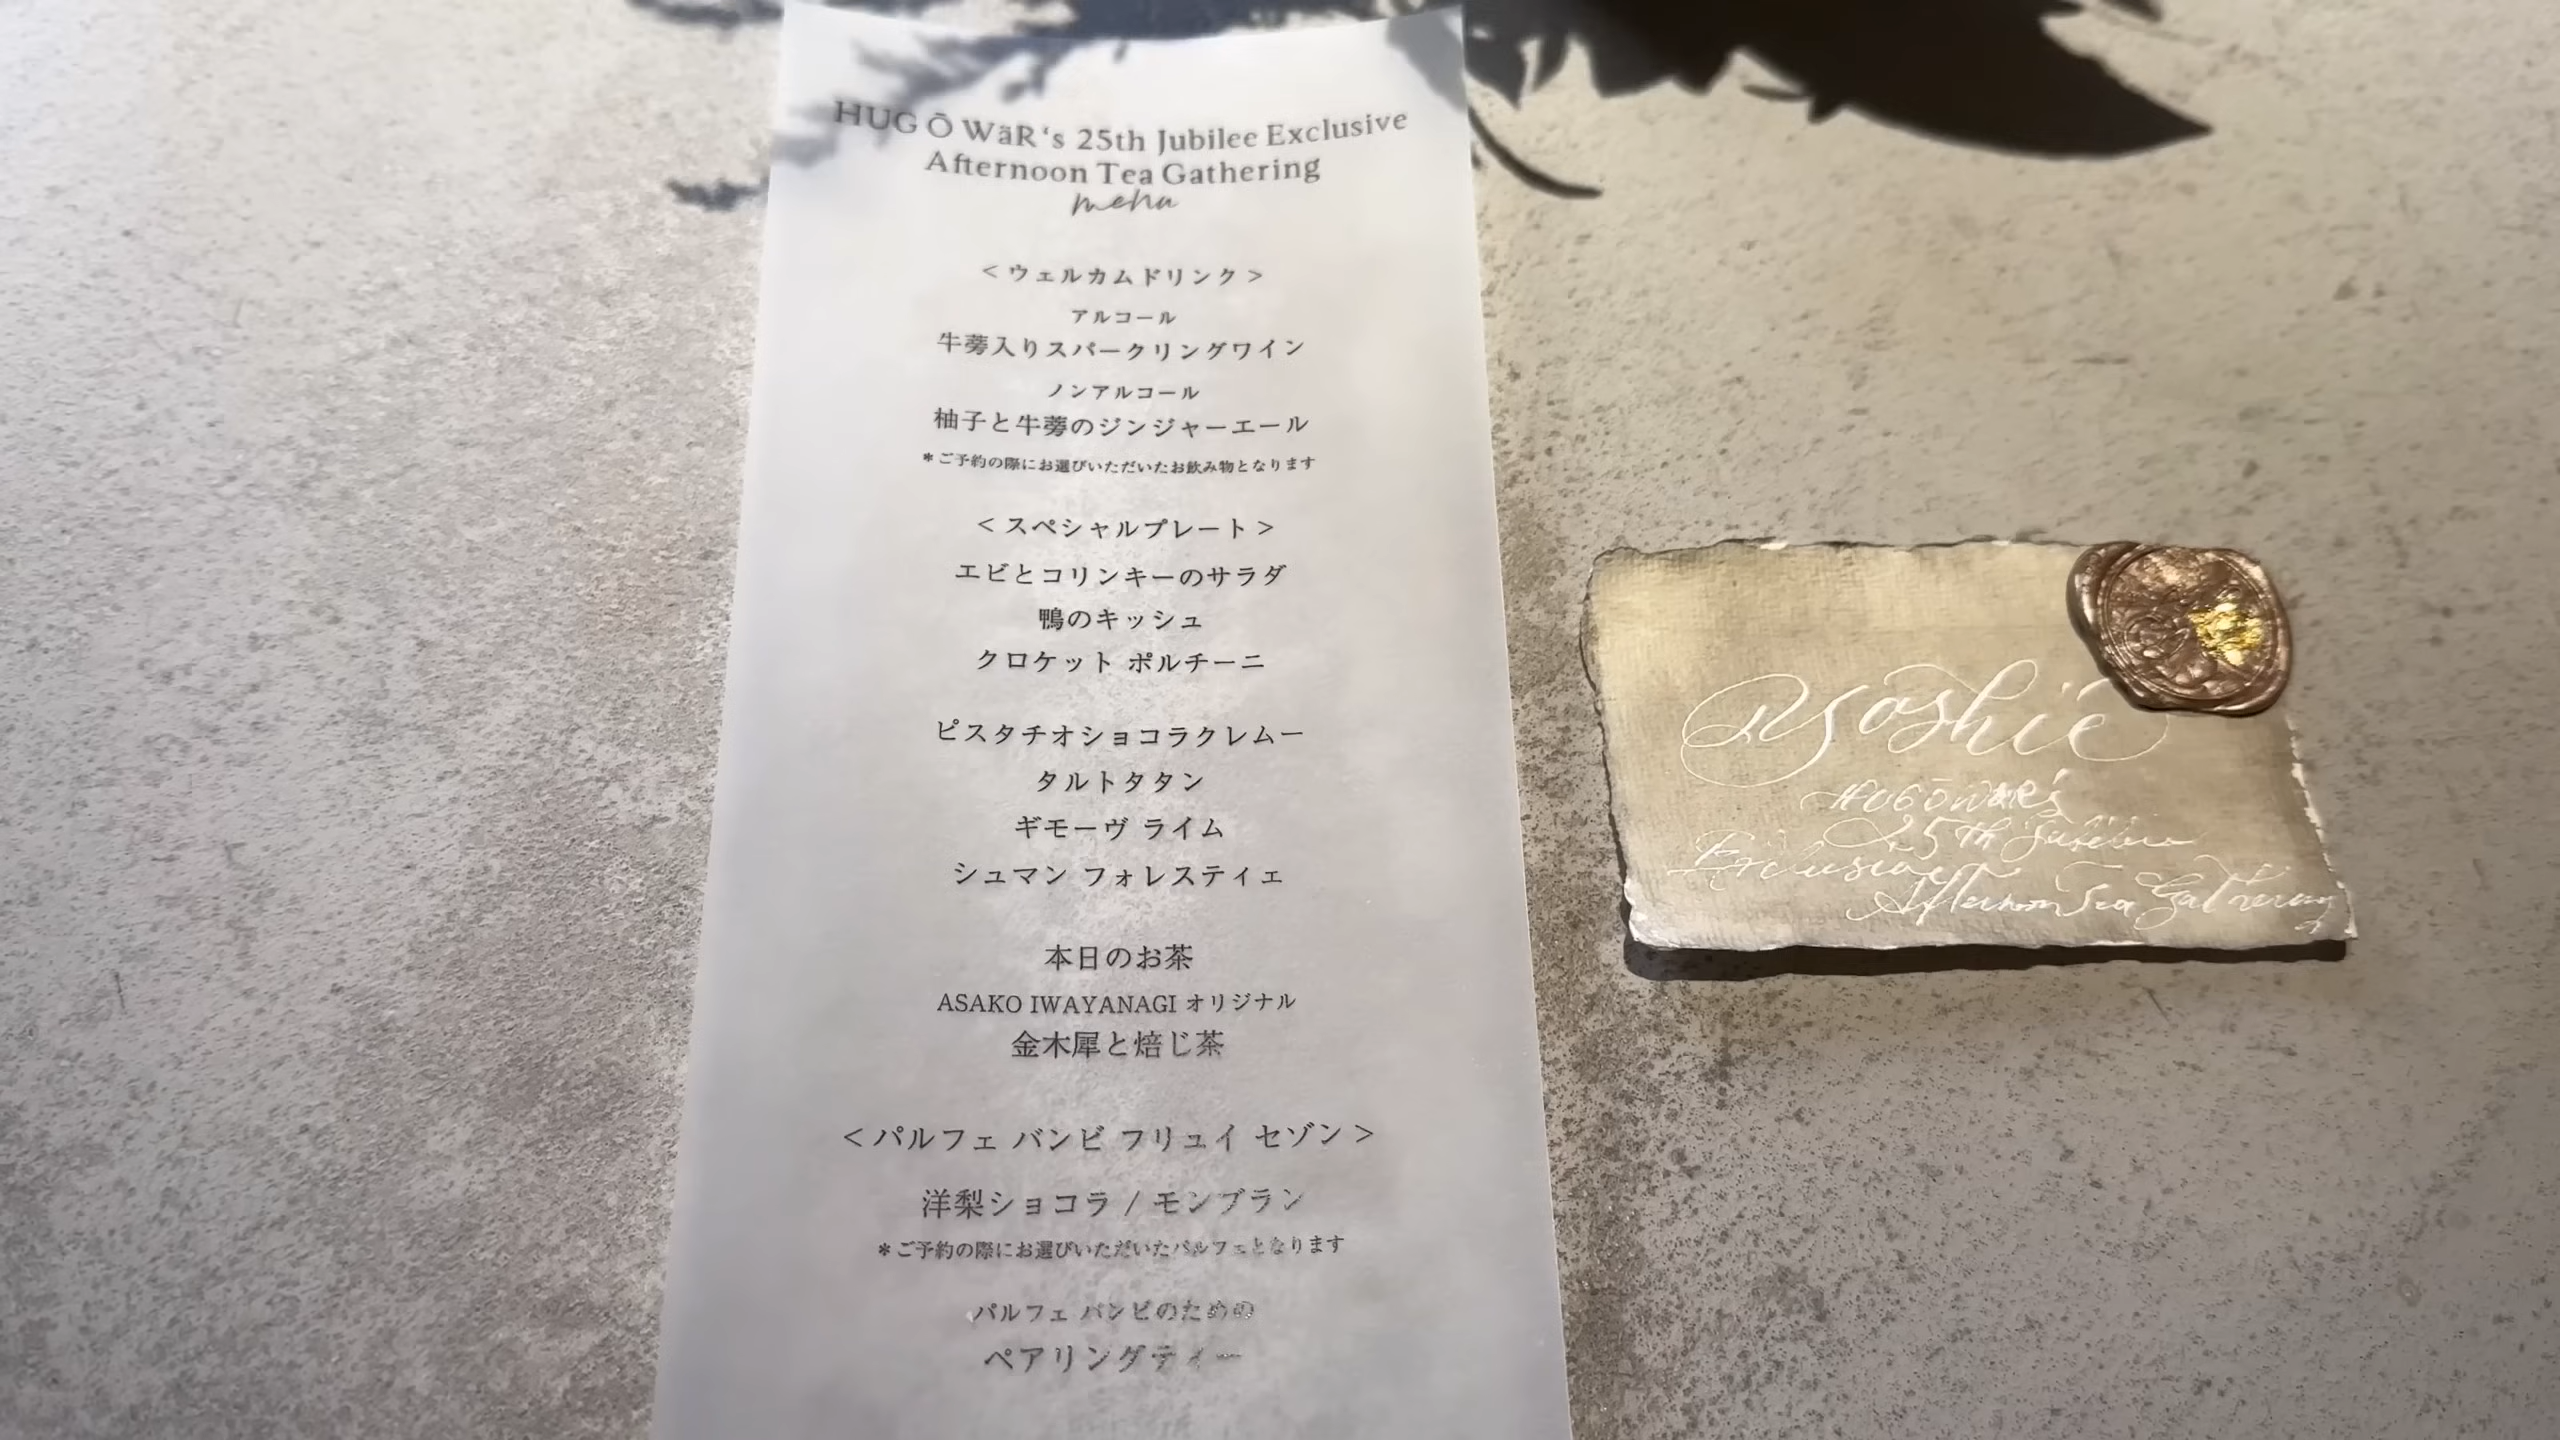 HUGŌ WäR‘s 25th Jubilee Exclusive
Afternoon Tea Gathering
menu
＜ウェルカムドリンク＞
アルコール
牛蒡入りスパークリングワイン
ノンアルコール
柚子と牛蒡のジンジャーエール
＊ご予約の際にお選びいただいたお飲み物となります
＜スペシャルプレート＞
エビとコリンキーのサラダ
鴨のキッシュ
クロケット ポルチーニ
ピスタチオショコラクレムー
タルトタタン
ギモーヴ ライム
シュマン フォレスティエ
本日のお茶
ASAKO IWAYANAGI オリジナル
金木犀と焙じ茶
＜パルフェ バンビ フリュイ セゾン＞
洋梨ショコラ / モンブラン
＊ご予約の際にお選びいただいたパルフェとなります
パルフェ バンビのための
ペアリングティー
Yoshie
HUGŌWäR's
25th Jubilee
Exclusive
Afternoon Tea Gathering